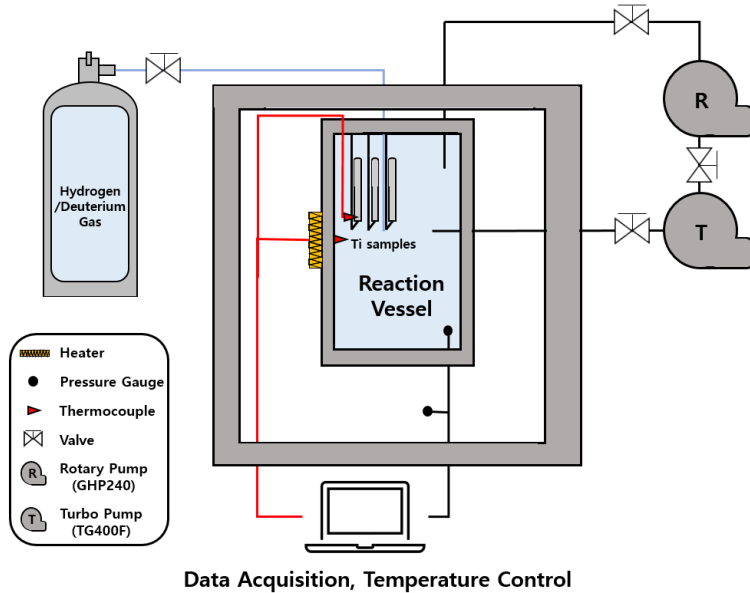 R
Hydrogen
/Deuterium
Gas
T
Ti samples
Reaction
Vessel
Heater
Pressure Gauge
Thermocouple
Valve
R
Rotary Pump
(GHP240)
T
Turbo Pump
(TG400F)
Data Acquisition, Temperature Control